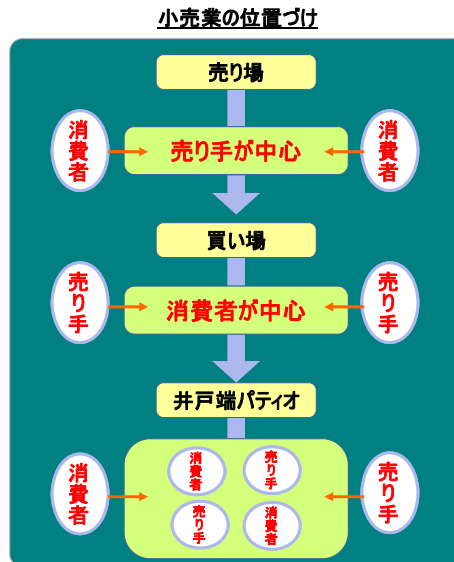 小売業の位置づけ
売り場
消費者
売り手が中心
消費者
買い場
売り手
消費者が中心
売り手
井戸端パティオ
消費者
消費者
売り手
売り手
消費者
売り手